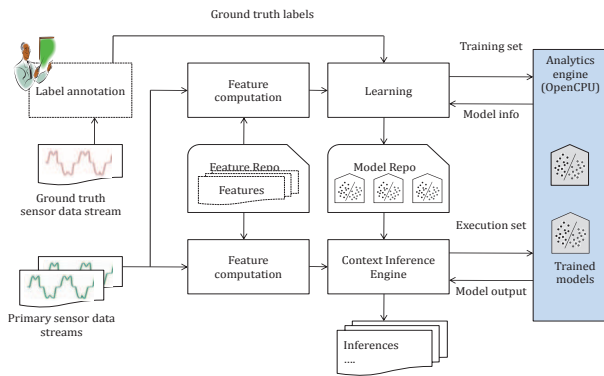 Ground truth labels
Label annotation
Feature
computation
Learning
Training set
Model info
Analytics
engine
(OpenCPU)
Ground truth
sensor data stream
Feature Repo
Features
Model Repo
Execution set
Feature
computation
Context Inference
Engine
Model output
Trained
models
Primary sensor data
streams
Inferences
....